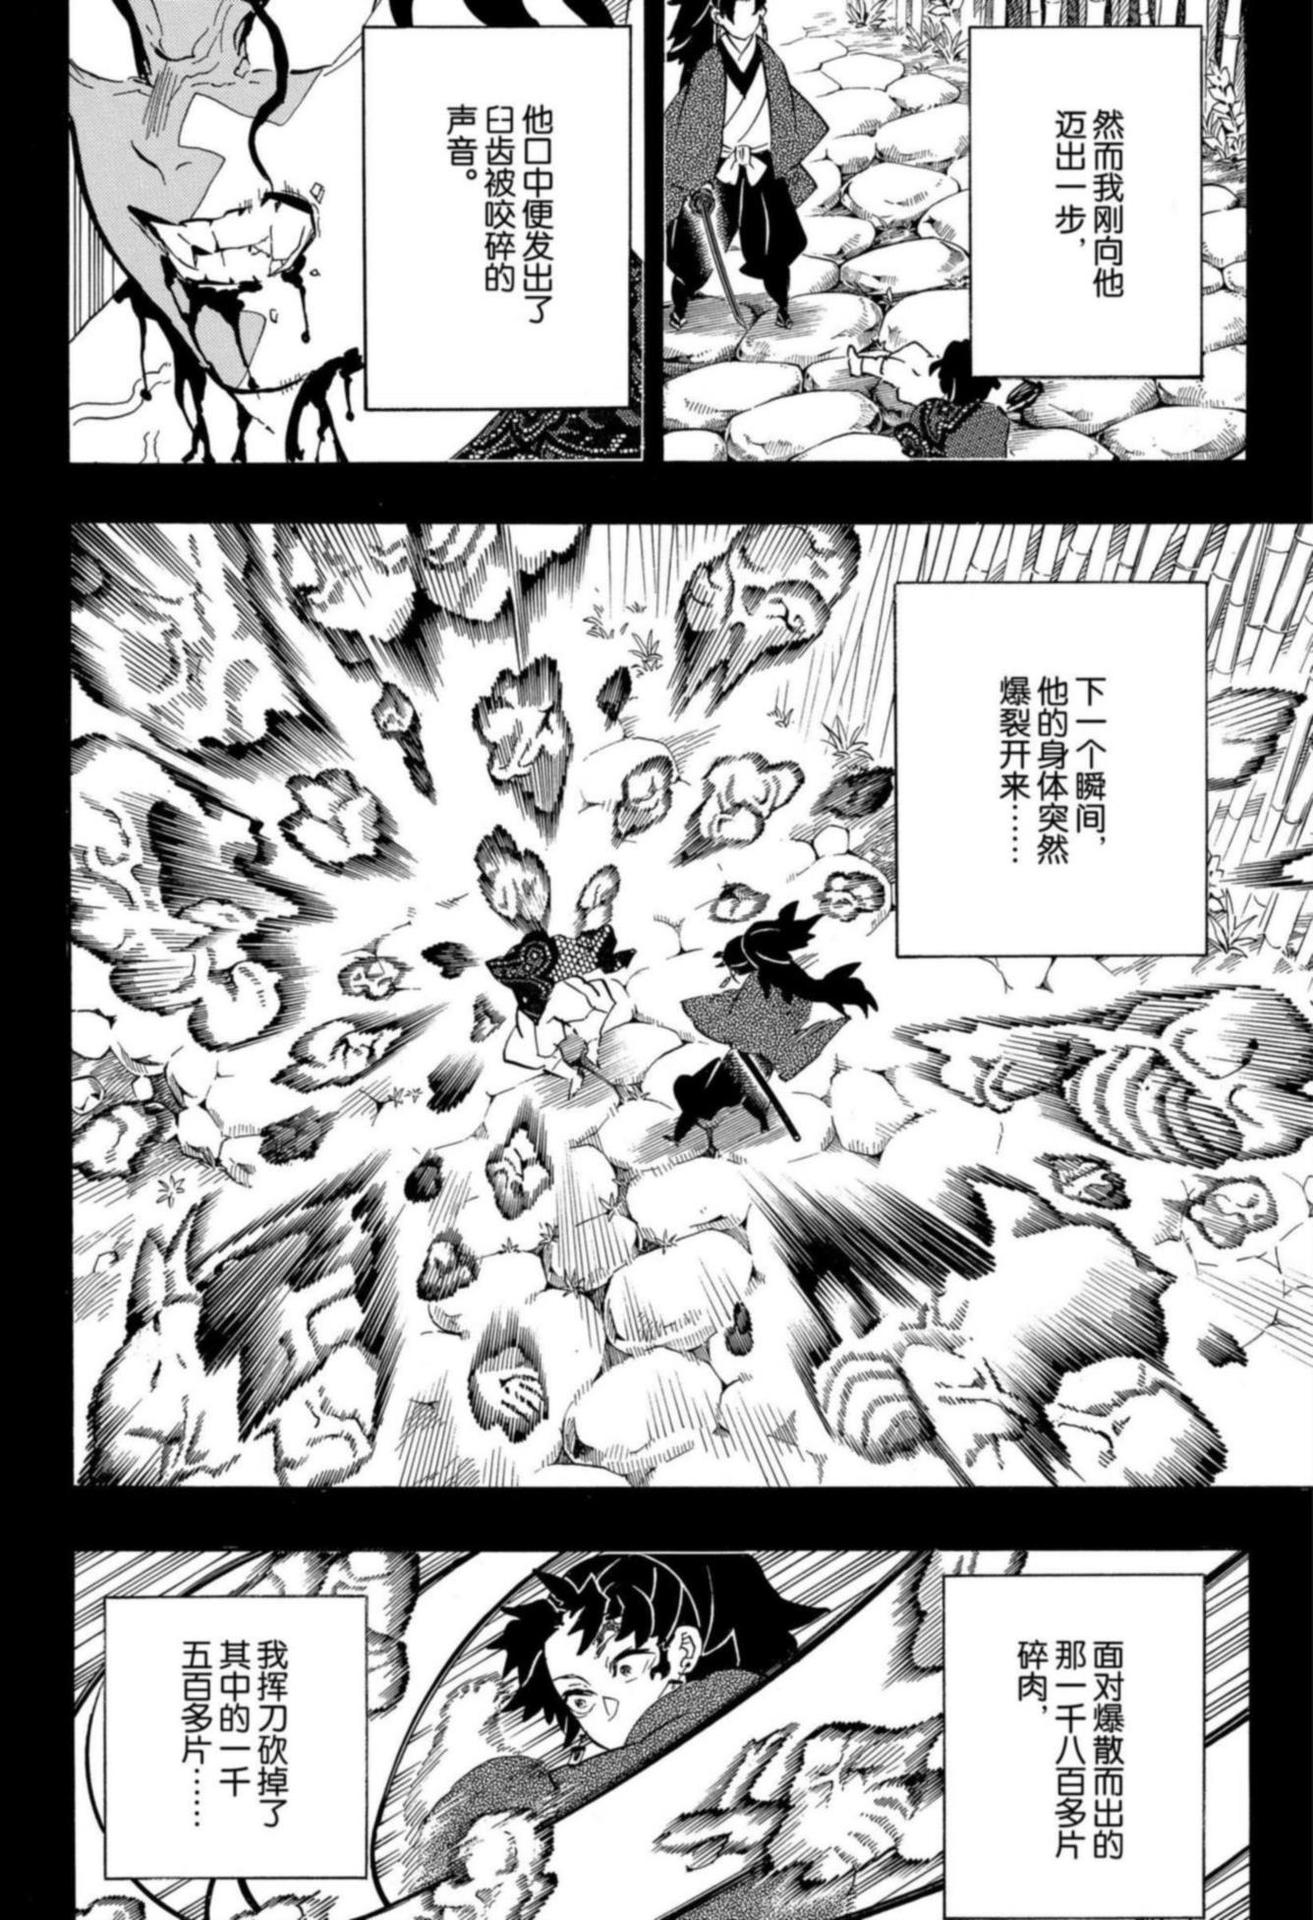 然而我刚向他
迈出一步，
他口中便发出了
臼齿被咬碎的
声音。
下一个瞬间，
他的身体突然
爆裂开来……
面对爆散而出的
那一千八百多片
碎肉，
我挥刀砍掉了
其中的一千
五百多片……